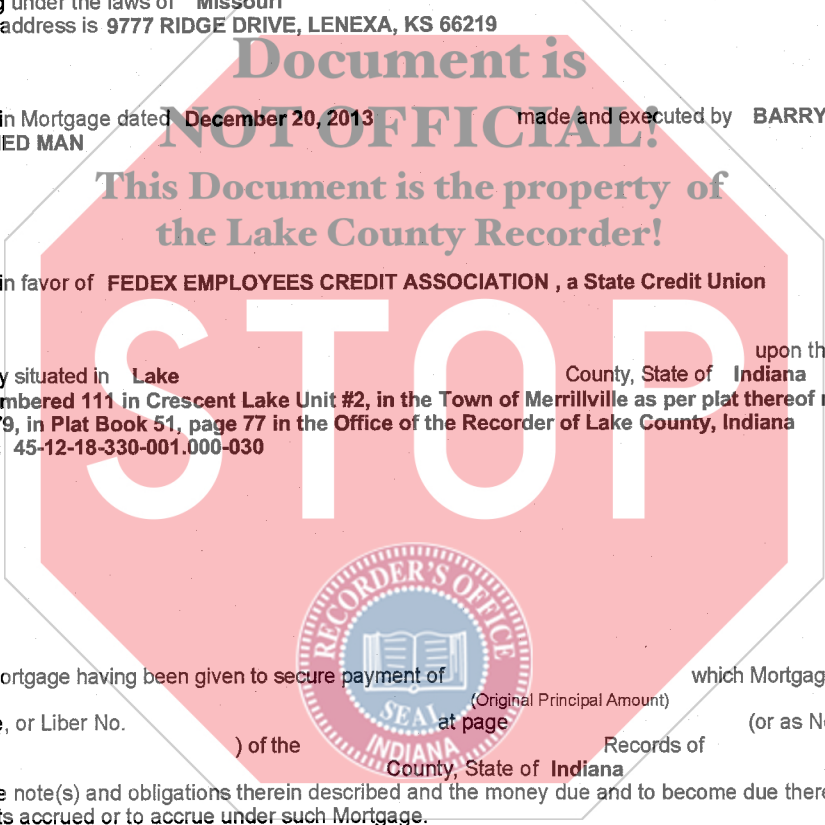 g under the laws of Missouri
address is 9777 RIDGE DRIVE, LENEXA, KS 66219
Document is
in Mortgage dated December 20, 2013 made and executed by BARRY
NOT OFFICIAL!
IED MAN
This Document is the property of
the Lake County Recorder!
in favor of FEDEX EMPLOYEES CREDIT ASSOCIATION , a State Credit Union
STOP
upon th
y situated in Lake County, State of Indiana
mbered 111 in Crescent Lake Unit #2, in the Town of Merrillville as per plat thereof r
79, in Plat Book 51, page 77 in the Office of the Recorder of Lake County, Indiana
: 45-12-18-330-001.000-030
RECORDER'S OFFICE
ortgage having been given to secure payment of which Mortgag
(Original Principal Amount)
SEAL
e, or Liber No. at page (or as No
INDIANA
) of the Records of
County, State of Indiana
e note(s) and obligations therein described and the money due and to become due there
ts accrued or to accrue under such Mortgage.